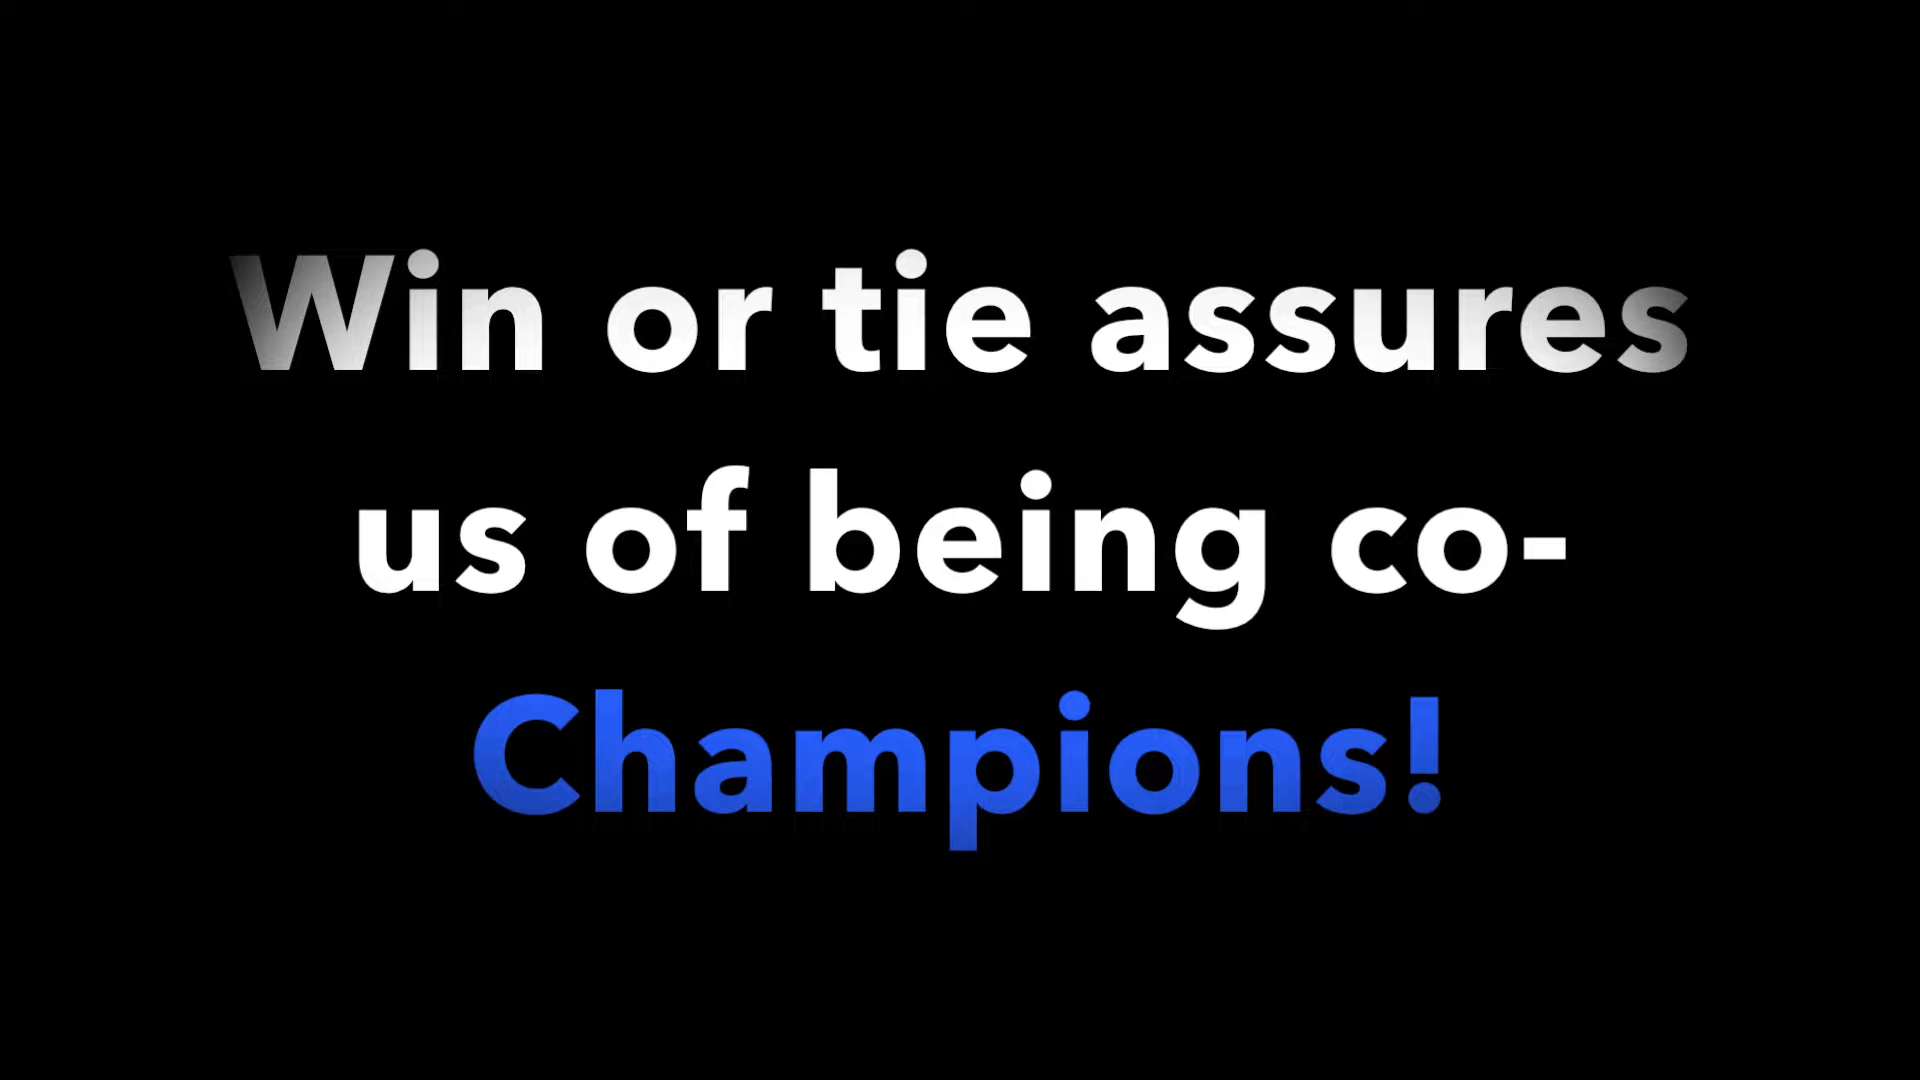 Win or tie assures
us of being co-
Champions!